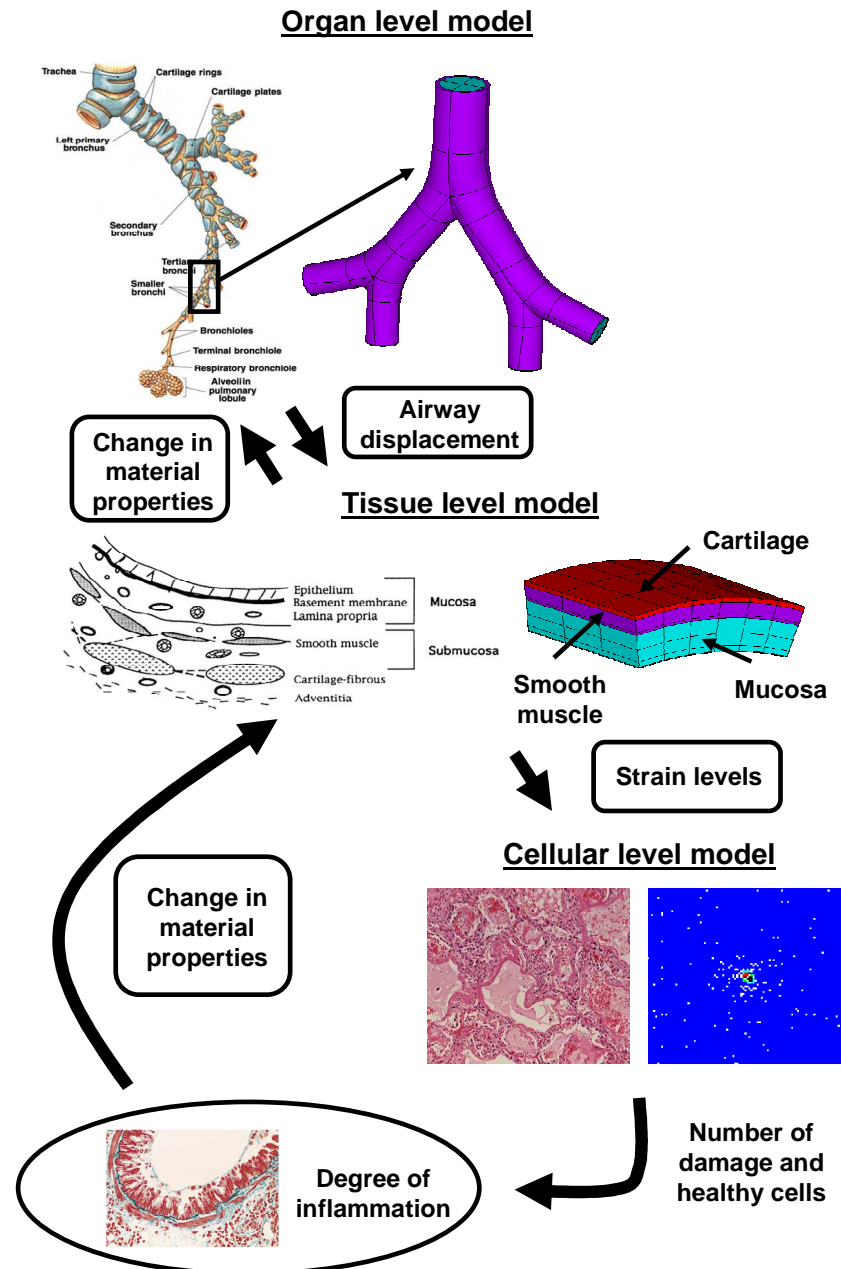 Organ level model
Trachea
Cartilage rings
Cartilage plates
Left primary
bronchus
Secondary
bronchus
Tertiary
bronchi
Smaller
bronchi
Bronchioles
Terminal bronchiole
Respiratory bronchiole
Alveoli in
pulmonary
lobule
Airway
displacement
Change in
material
properties
Tissue level model
Epithelium
Basement membrane
Lamina propria
Mucosa
Smooth muscle
Submucosa
Cartilage-fibrous
Adventitia
Cartilage
Smooth
muscle
Mucosa
Strain levels
Cellular level model
Change in
material
properties
Number of
damage and
healthy cells
Degree of
inflammation